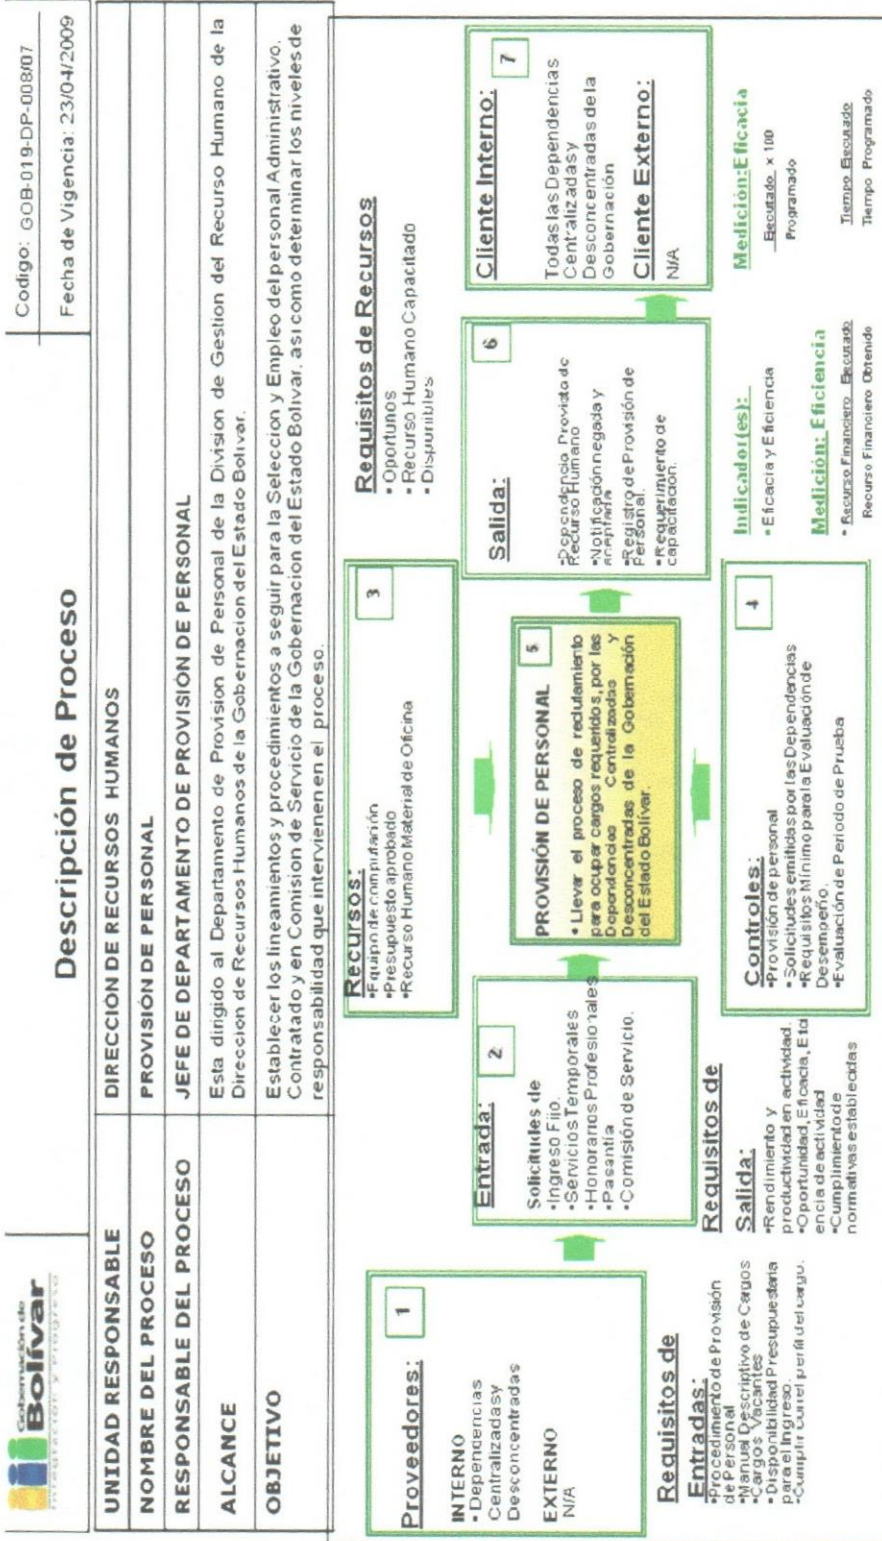 Gobernación de
Bolívar
Integración y Progreso
Descripción de Proceso
Codigo: GOB-019-DP-008/07
Fecha de Vigencia: 23/04/2009
UNIDAD RESPONSABLE
DIRECCIÓN DE RECURSOS HUMANOS
NOMBRE DEL PROCESO
PROVISIÓN DE PERSONAL
RESPONSABLE DEL PROCESO
JEFE DE DEPARTAMENTO DE PROVISIÓN DE PERSONAL
ALCANCE
Esta dirigido al Departamento de Provision de Personal de la Division de Gestion del Recurso Humano de la
Direccion de Recursos Humanos de la Gobernacion del Estado Bolivar.
OBJETIVO
Establecer los lineamientos y procedimientos a seguir para la Seleccion y Empleo del personal Administrativo,
Contratado y en Comision de Servicio de la Gobernacion del Estado Bolivar, asi como determinar los niveles de
responsabilidad que intervienen en el proceso.
Proveedores:
1
INTERNO
• Dependencias
Centralizadas y
Desconcentradas
EXTERNO
N/A
Requisitos de
Entradas:
•Procedimiento de Provisión
de Personal
•Manual Descriptivo de Cargos
•Cargos Vacantes
• Disponibilidad Presupuestaria
para el Ingreso.
•Cumplir con el perfil del cargo.
Entrada:
2
Solicitudes de
•Ingreso Fijo.
•Servicios Temporales
•Honorarios Profesionales
•Pasantia
•Comisión de Servicio.
Requisitos de
Salida:
•Rendimiento y
productividad en actividad.
•Oportunidad, Eficacia, Efici
encia de actividad
•Cumplimiento de
normativas establecidas
Recursos:
3
•Equipo de computación
•Presupuesto aprobado
•Recurso Humano Material de Oficina
PROVISIÓN DE PERSONAL
5
• Llevar el proceso de reclutamiento
para ocupar cargos requeridos, por las
Dependencias Centralizadas y
Desconcentradas de la Gobernación
del Estado Bolívar.
Controles:
4
•Provisión de personal
• Solicitudes emitidas por las Dependencias
•Requisitos Mínimo para la Evaluación de
Desempeño.
•Evaluación de Periodo de Prueba
Requisitos de Recursos
• Oportunos
• Recurso Humano Capacitado
• Disponibles
Salida:
6
•Dependencia Provista de
Recurso Humano
•Notificación negada y
aceptada
•Registro de Provisión de
Personal.
•Requerimiento de
capacitación.
Cliente Interno:
7
Todas las Dependencias
Centralizadas y
Desconcentradas de la
Gobernación
Cliente Externo:
N/A
Indicador(es):
• Eficacia y Eficiencia
Medición: Eficiencia
• Recurso Financiero Ejecutado
Recurso Financiero Obtenido
Medición: Eficacia
Ejecutado x 100
Programado
Tiempo Ejecutado
Tiempo Programado